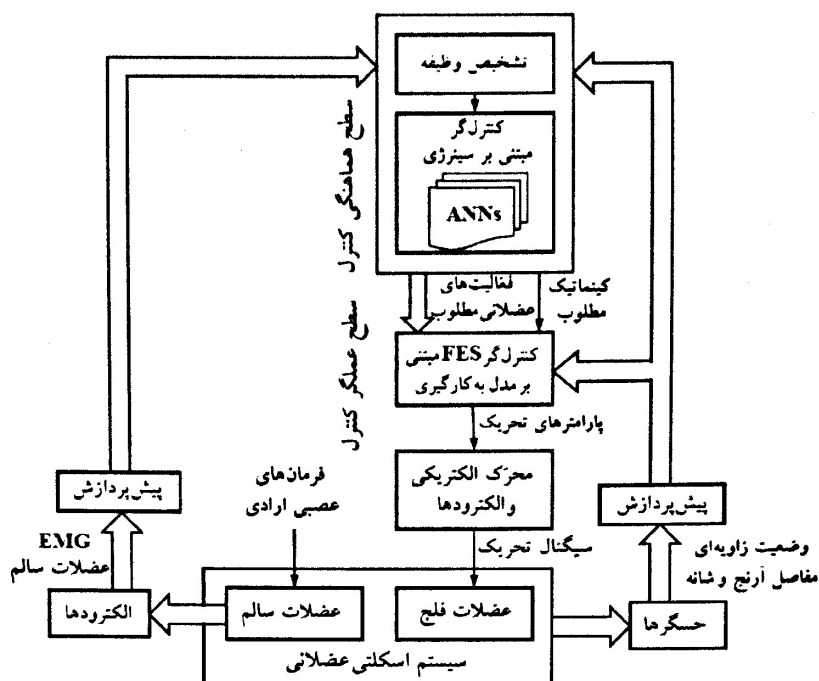 تشخیص وظیفه
کنترل‌گر
مبتنی بر سینرژی
ANNs
سطح هماهنگی کنترل
فعالیت‌های
عضلانی مطلوب
کینماتیک
مطلوب
سطح عملگر کنترل
کنترل‌گر FES مبتنی
بر مدل به کارگیری
پارامترهای تحریک
محرّک الکتریکی
و الکترودها
سیگنال تحریک
فرمان‌های
عصبی ارادی
پیش‌پردازش
EMG
عضلات سالم
الکترودها
عضلات سالم
عضلات فلج
سیستم اسکلتی عضلانی
پیش‌پردازش
وضعیت زاویه‌ای
مفاصل آرنج و شانه
حسگرها